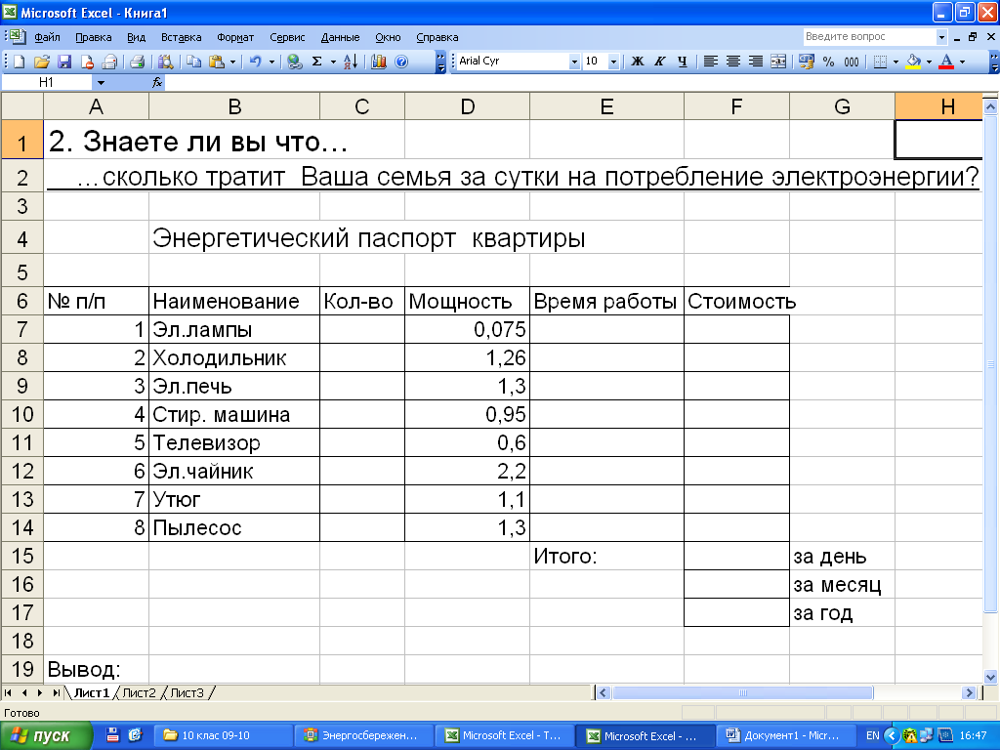 Microsoft Excel - Книга1
Файл Правка Вид Вставка Формат Сервис Данные Окно Справка Введите вопрос
Arial Cyr 10 Ж К Ч % 000 А
H1 fx
A B C D E F G H
1 2. Знаете ли вы что...
2 ...сколько тратит Ваша семья за сутки на потребление электроэнергии?
3
4 Энергетический паспорт квартиры
5
6 № п/п Наименование Кол-во Мощность Время работы Стоимость
7 1 Эл.лампы 0,075
8 2 Холодильник 1,26
9 3 Эл.печь 1,3
10 4 Стир. машина 0,95
11 5 Телевизор 0,6
12 6 Эл.чайник 2,2
13 7 Утюг 1,1
14 8 Пылесос 1,3
15 Итого: за день
16 за месяц
17 за год
18
19 Вывод:
Лист1 Лист2 Лист3
Готово
пуск 10 клас 09-10 Энергосбережен... Microsoft Excel - Т... Microsoft Excel - ... Документ1 - Micr... EN 16:47